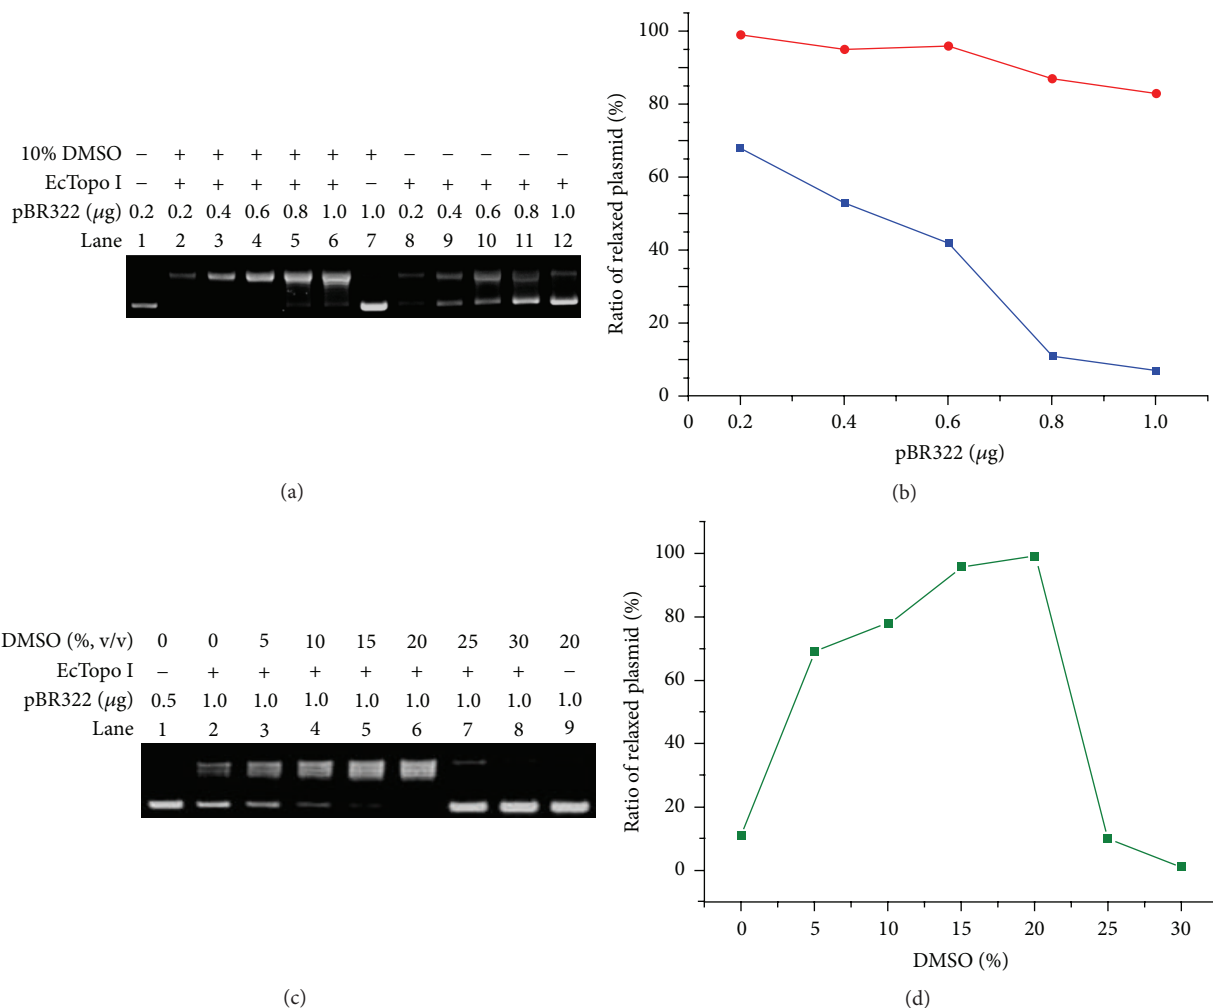 10% DMSO − + + + + + + − − − − −
EcTopo I − + + + + + − + + + + +
pBR322 (μg) 0.2 0.2 0.4 0.6 0.8 1.0 1.0 0.2 0.4 0.6 0.8 1.0
Lane 1 2 3 4 5 6 7 8 9 10 11 12
(a)
Ratio of relaxed plasmid (%)
100
80
60
40
20
0
0 0.2 0.4 0.6 0.8 1.0
pBR322 (μg)
(b)
DMSO (%, v/v) 0 0 5 10 15 20 25 30 20
EcTopo I − + + + + + + + −
pBR322 (μg) 0.5 1.0 1.0 1.0 1.0 1.0 1.0 1.0 1.0
Lane 1 2 3 4 5 6 7 8 9
(c)
Ratio of relaxed plasmid (%)
100
80
60
40
20
0
0 5 10 15 20 25 30
DMSO (%)
(d)